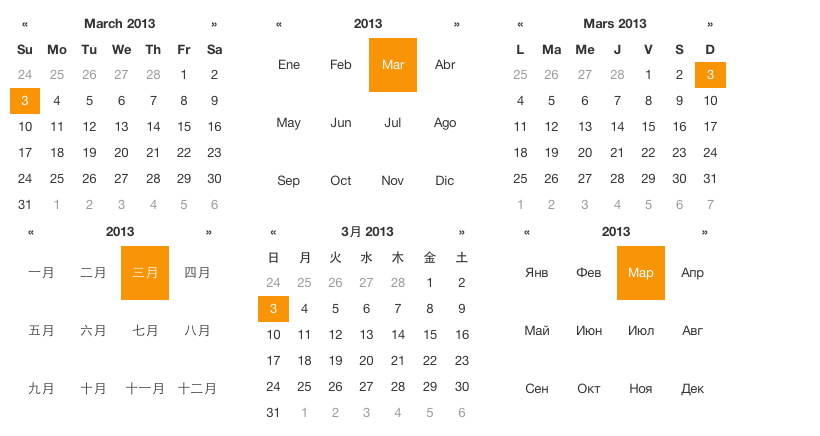 « March 2013 »
Su Mo Tu We Th Fr Sa
24 25 26 27 28 1 2
3 4 5 6 7 8 9
10 11 12 13 14 15 16
17 18 19 20 21 22 23
24 25 26 27 28 29 30
31 1 2 3 4 5 6
« 2013 »
Ene Feb Mar Abr
May Jun Jul Ago
Sep Oct Nov Dic
« Mars 2013 »
L Ma Me J V S D
25 26 27 28 1 2 3
4 5 6 7 8 9 10
11 12 13 14 15 16 17
18 19 20 21 22 23 24
25 26 27 28 29 30 31
1 2 3 4 5 6 7
« 2013 »
一月 二月 三月 四月
五月 六月 七月 八月
九月 十月 十一月 十二月
« 3月 2013 »
日 月 火 水 木 金 土
24 25 26 27 28 1 2
3 4 5 6 7 8 9
10 11 12 13 14 15 16
17 18 19 20 21 22 23
24 25 26 27 28 29 30
31 1 2 3 4 5 6
« 2013 »
Янв Фев Мар Апр
Май Июн Июл Авг
Сен Окт Ноя Дек